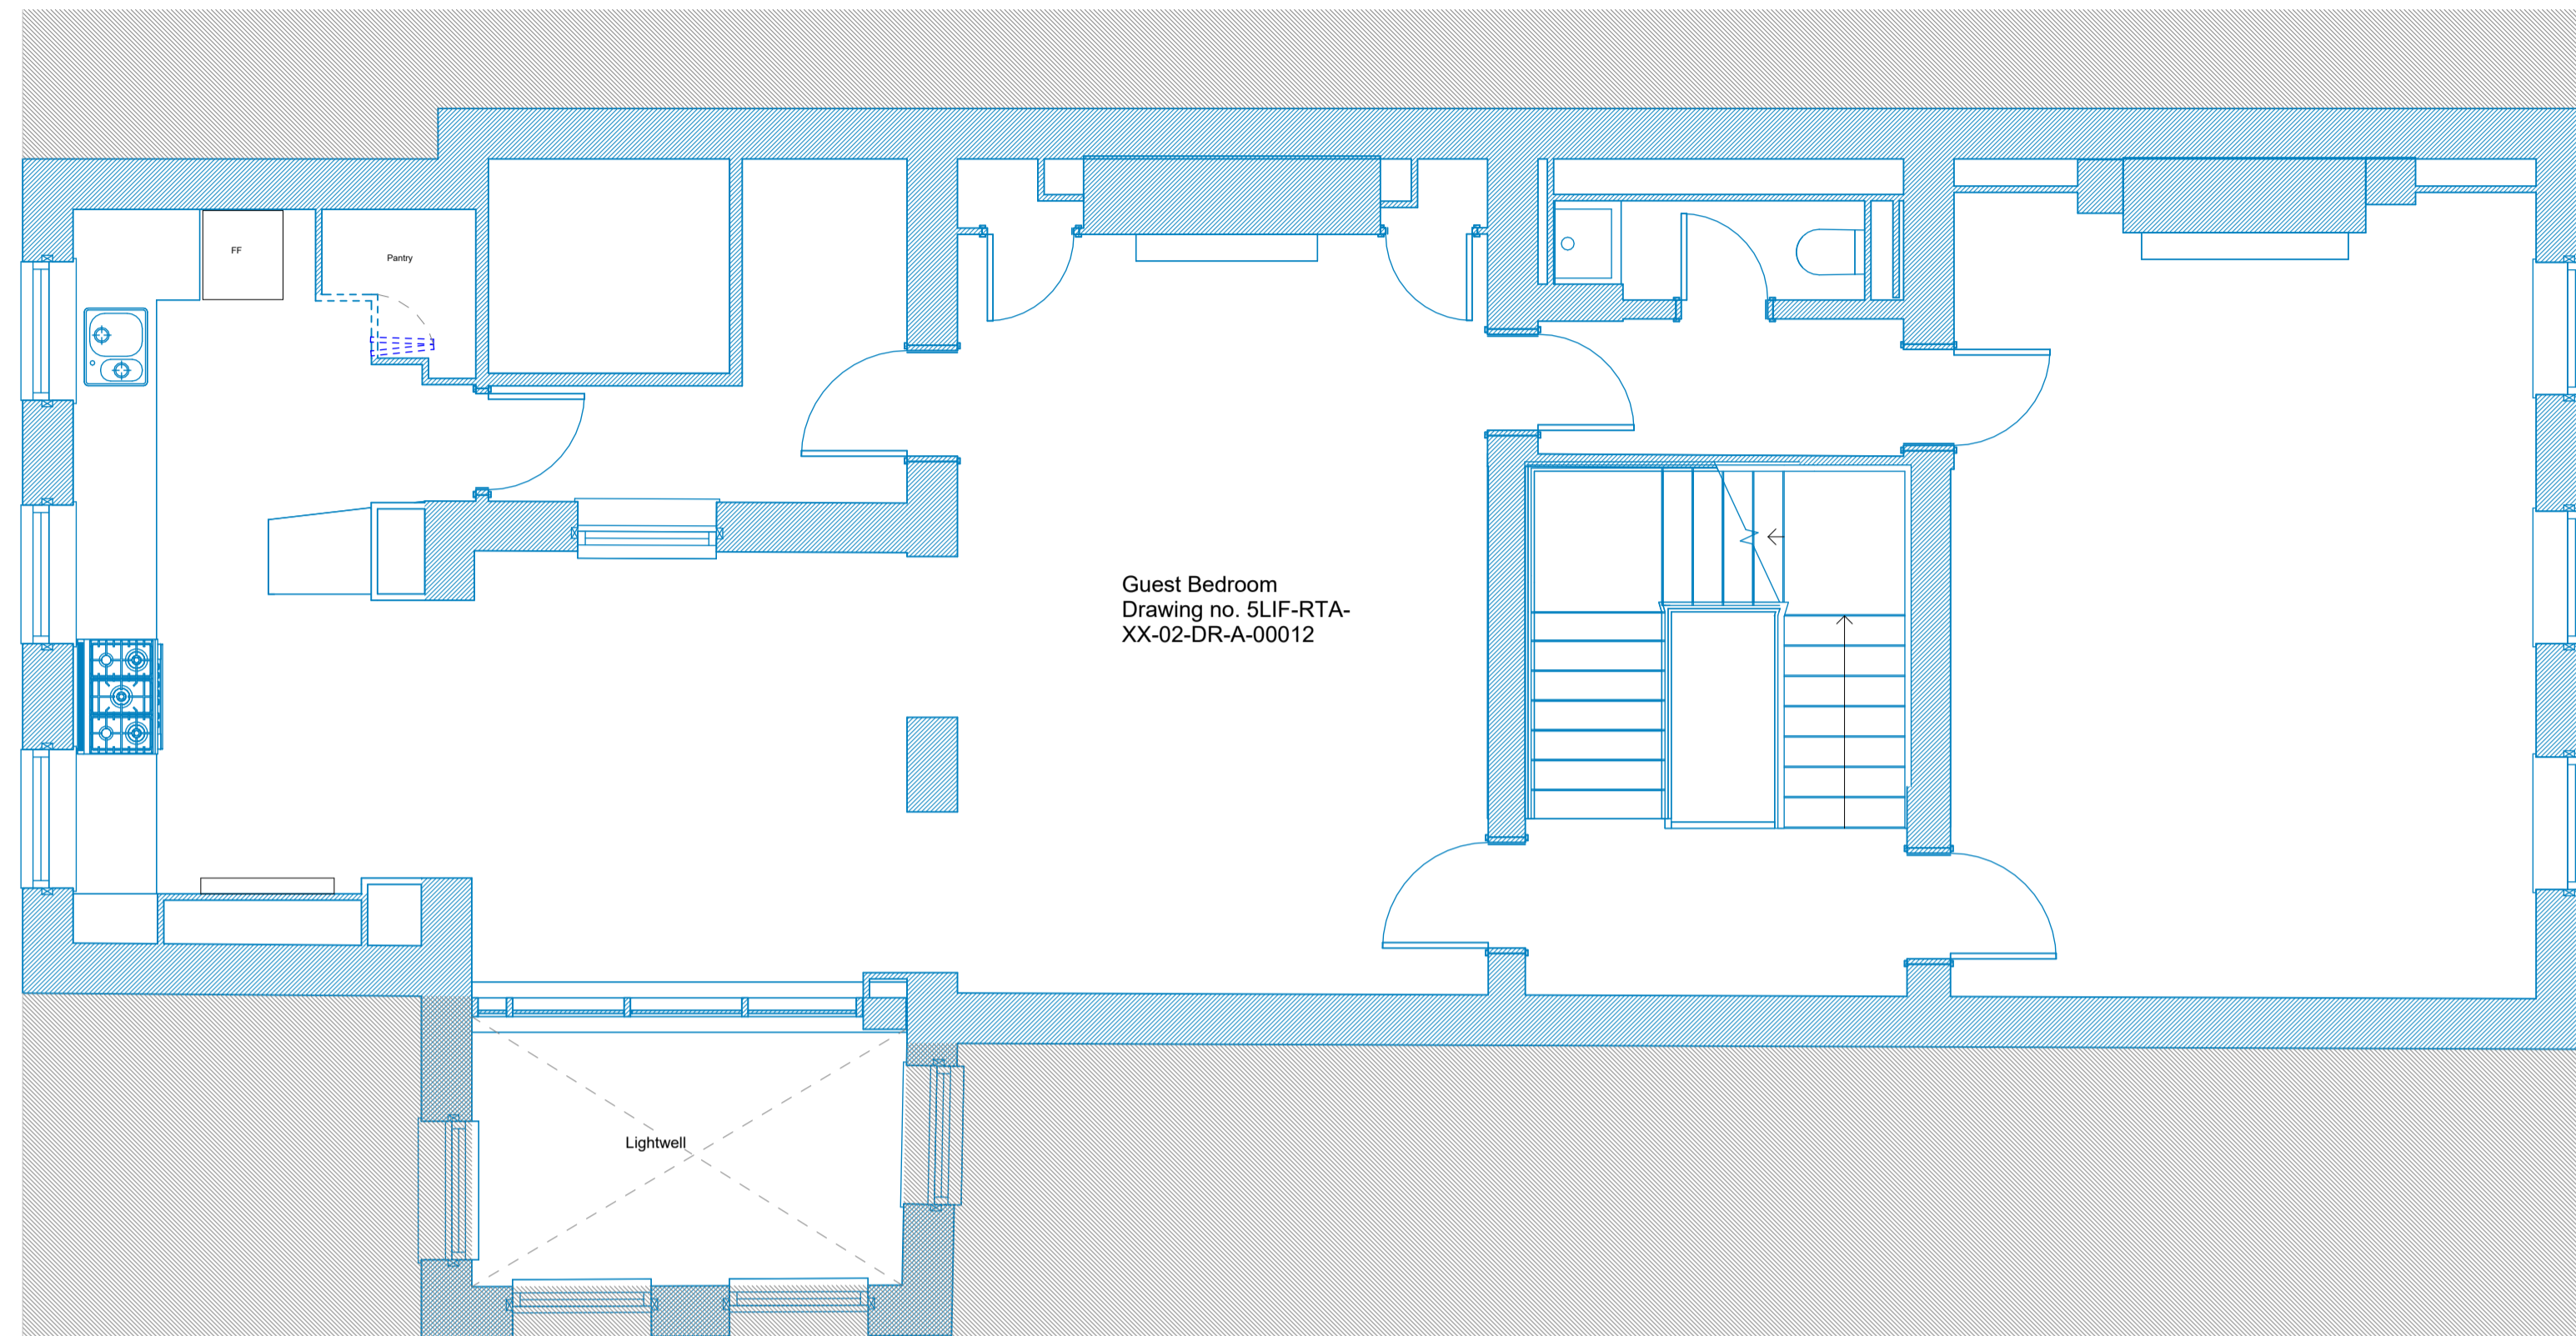 FF
Pantry
Guest Bedroom
Drawing no. 5LIF-RTA-
XX-02-DR-A-00012
Lightwell